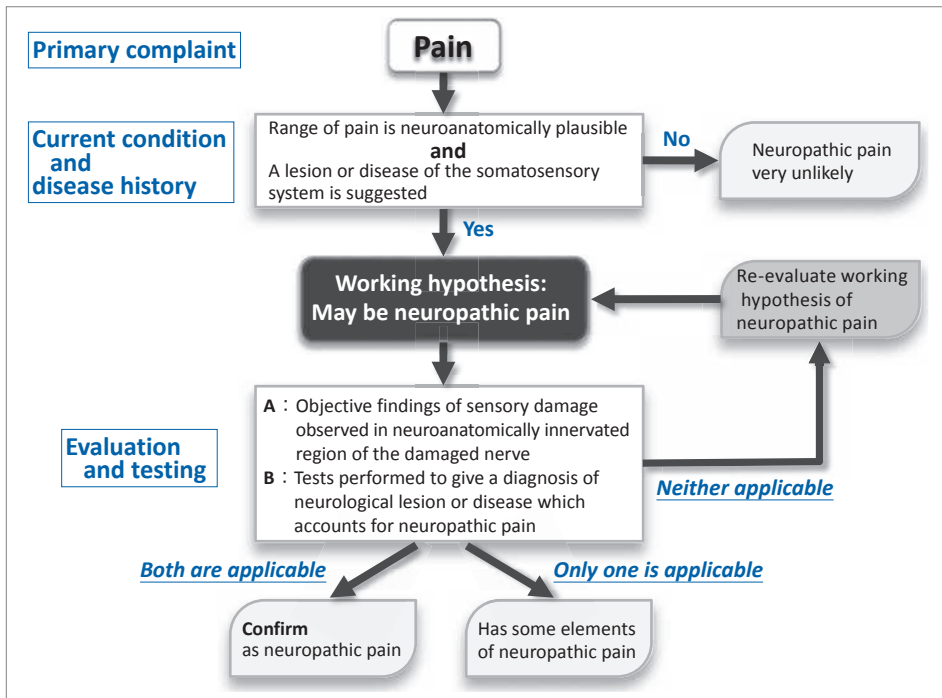 Primary complaint
Pain
Current condition
and
disease history
Range of pain is neuroanatomically plausible
and
A lesion or disease of the somatosensory
system is suggested
No
Neuropathic pain
very unlikely
Yes
Working hypothesis:
May be neuropathic pain
Re-evaluate working
hypothesis of
neuropathic pain
Evaluation
and testing
A : Objective findings of sensory damage
observed in neuroanatomically innervated
region of the damaged nerve
B : Tests performed to give a diagnosis of
neurological lesion or disease which
accounts for neuropathic pain
Neither applicable
Both are applicable
Only one is applicable
Confirm
as neuropathic pain
Has some elements
of neuropathic pain